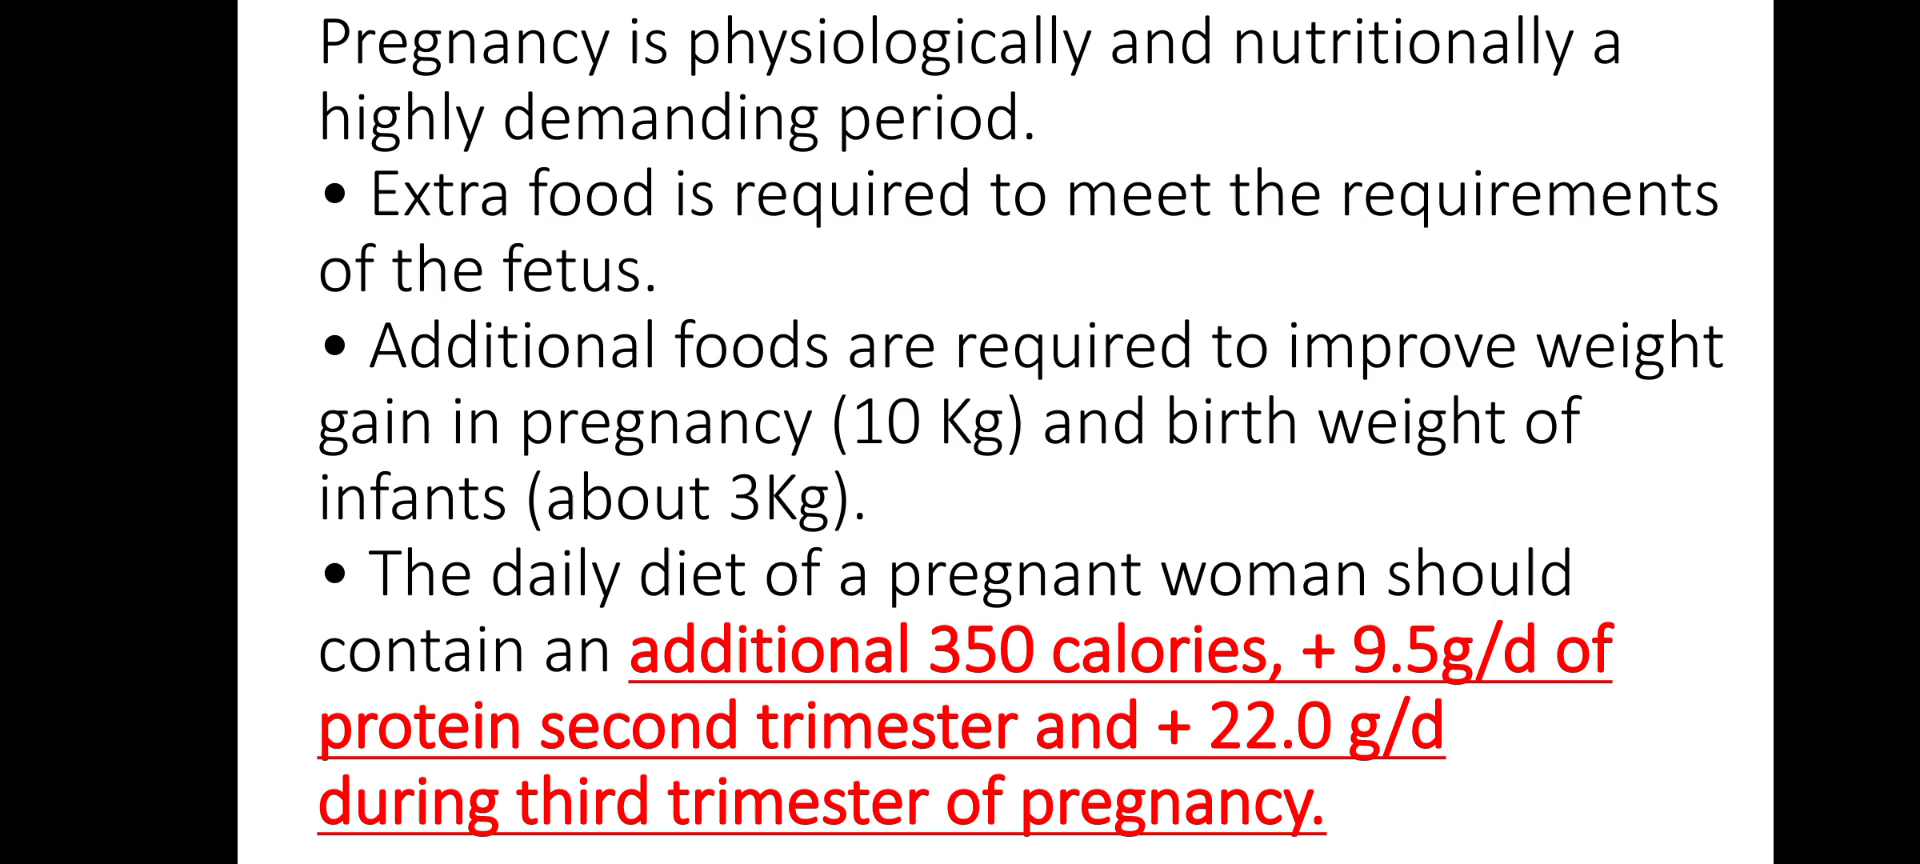 Pregnancy is physiologically and nutritionally a
highly demanding period.
• Extra food is required to meet the requirements
of the fetus.
• Additional foods are required to improve weight
gain in pregnancy (10 Kg) and birth weight of
infants (about 3Kg).
• The daily diet of a pregnant woman should
contain an additional 350 calories, + 9.5g/d of
protein second trimester and + 22.0 g/d
during third trimester of pregnancy.